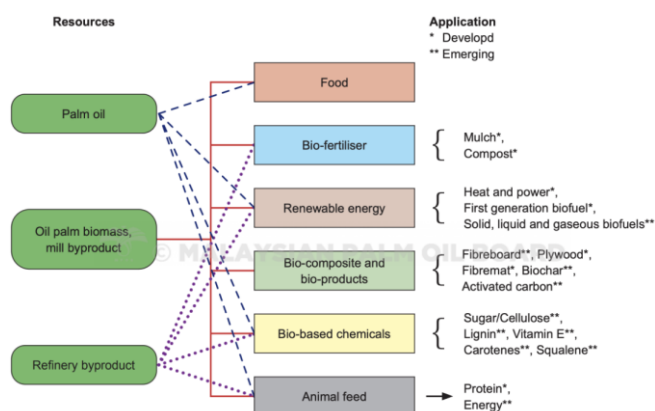 Resources
Application
* Developd
** Emerging
Palm oil
Oil palm biomass,
mill byproduct
Refinery byproduct
Food
Bio-fertiliser
Renewable energy
Bio-composite and
bio-products
Bio-based chemicals
Animal feed
Mulch*,
Compost*
Heat and power*,
First generation biofuel*,
Solid, liquid and gaseous biofuels**
Fibreboard**, Plywood*,
Fibremat*, Biochar**,
Activated carbon**
Sugar/Cellulose**,
Lignin**, Vitamin E**,
Carotenes**, Squalene**
Protein*,
Energy**
© MALAYSIAN PALM OIL BOARD